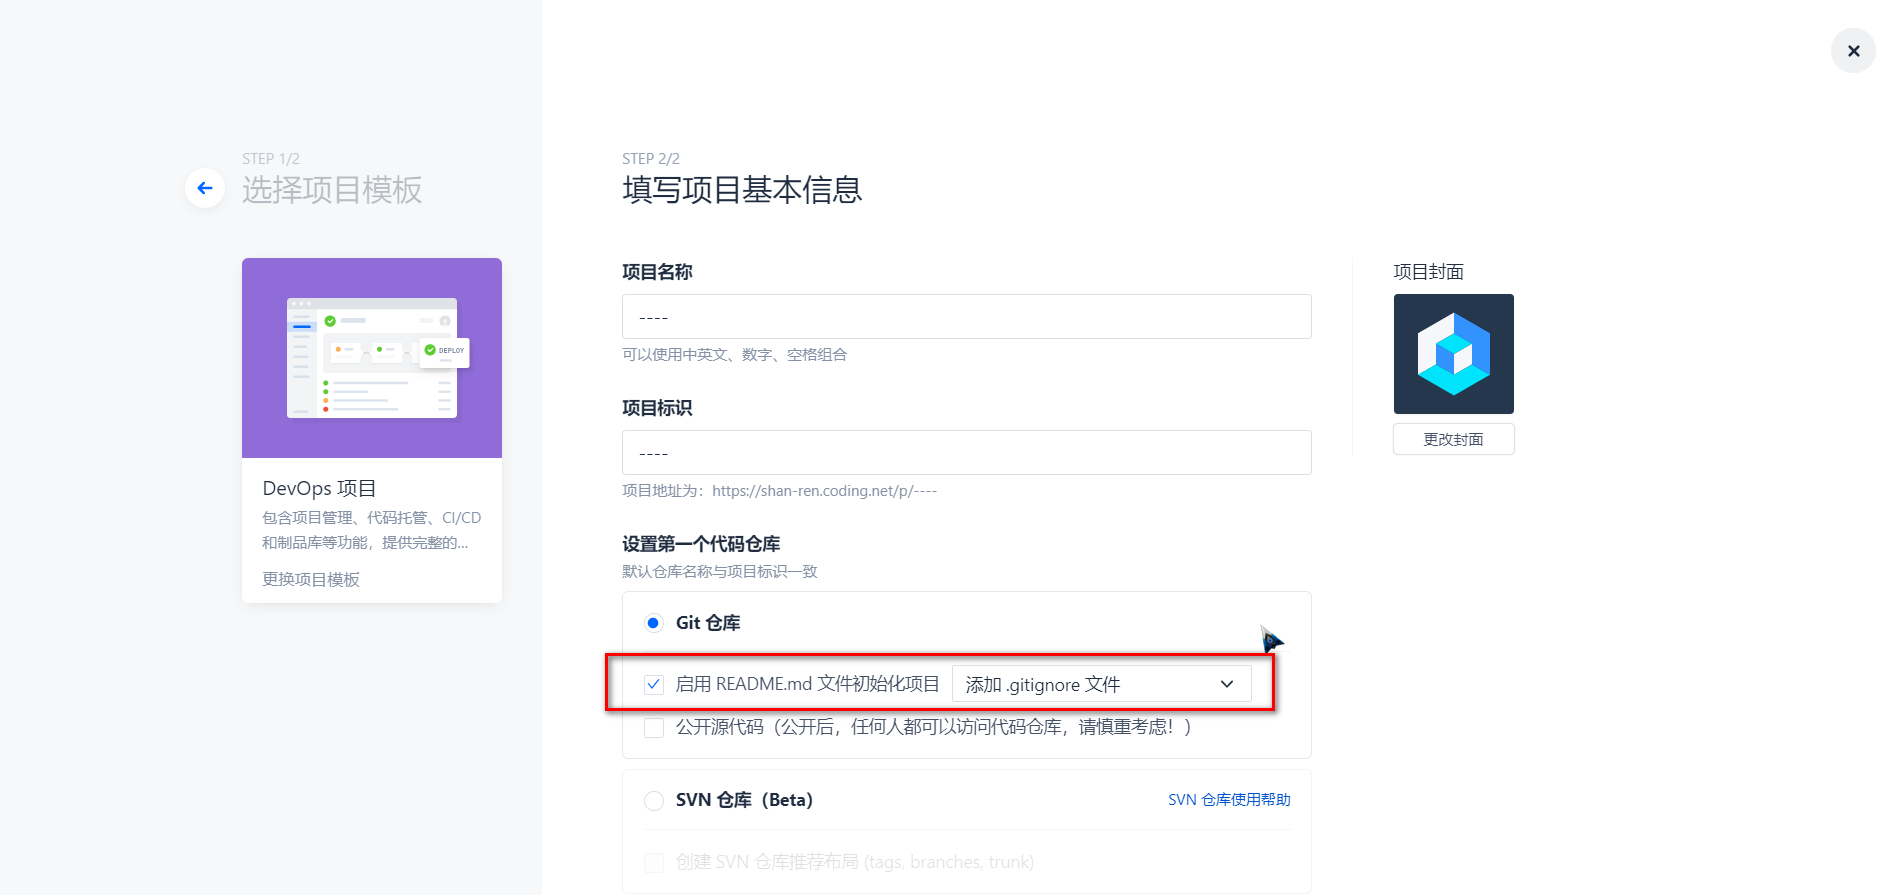 STEP 1/2
选择项目模板
DEPLOY
DevOps 项目
包含项目管理、代码托管、CI/CD
和制品库等功能，提供完整的...
更换项目模板
STEP 2/2
填写项目基本信息
项目名称
----
可以使用中英文、数字、空格组合
项目标识
----
项目地址为：https://shan-ren.coding.net/p/----
设置第一个代码仓库
默认仓库名称与项目标识一致
Git 仓库
启用 README.md 文件初始化项目
添加 .gitignore 文件
公开源代码（公开后，任何人都可以访问代码仓库，请慎重考虑！）
SVN 仓库（Beta）
SVN 仓库使用帮助
创建 SVN 仓库推荐布局 (tags, branches, trunk)
项目封面
更改封面